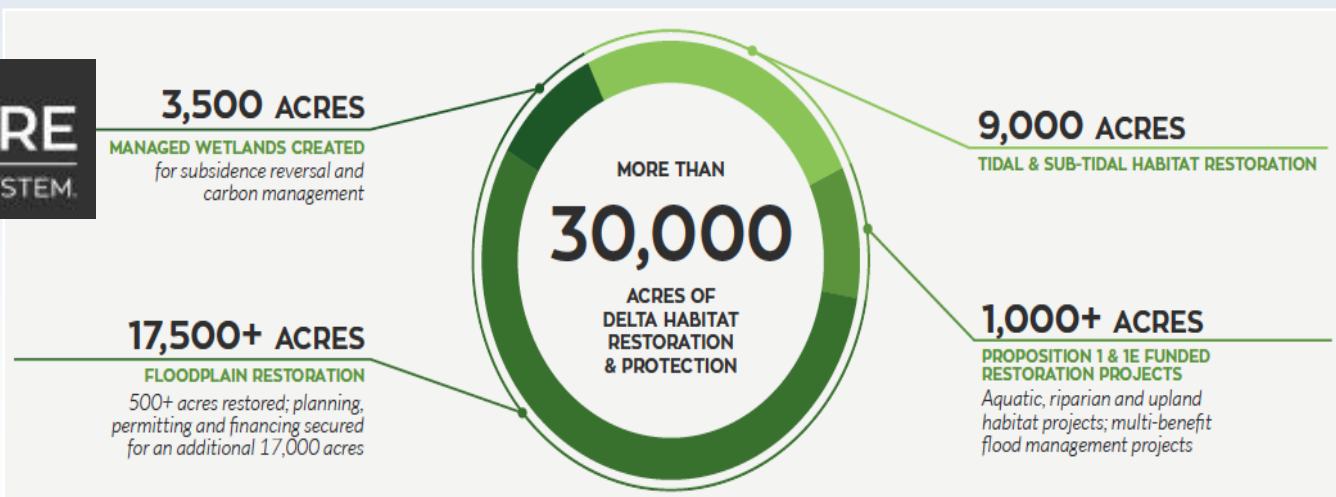 RE
STEM.
3,500 ACRES
MANAGED WETLANDS CREATED
for subsidence reversal and
carbon management
17,500+ ACRES
FLOODPLAIN RESTORATION
500+ acres restored; planning,
permitting and financing secured
for an additional 17,000 acres
MORE THAN
30,000
ACRES OF
DELTA HABITAT
RESTORATION
& PROTECTION
9,000 ACRES
TIDAL & SUB-TIDAL HABITAT RESTORATION
1,000+ ACRES
PROPOSITION 1 & 1E FUNDED
RESTORATION PROJECTS
Aquatic, riparian and upland
habitat projects; multi-benefit
flood management projects